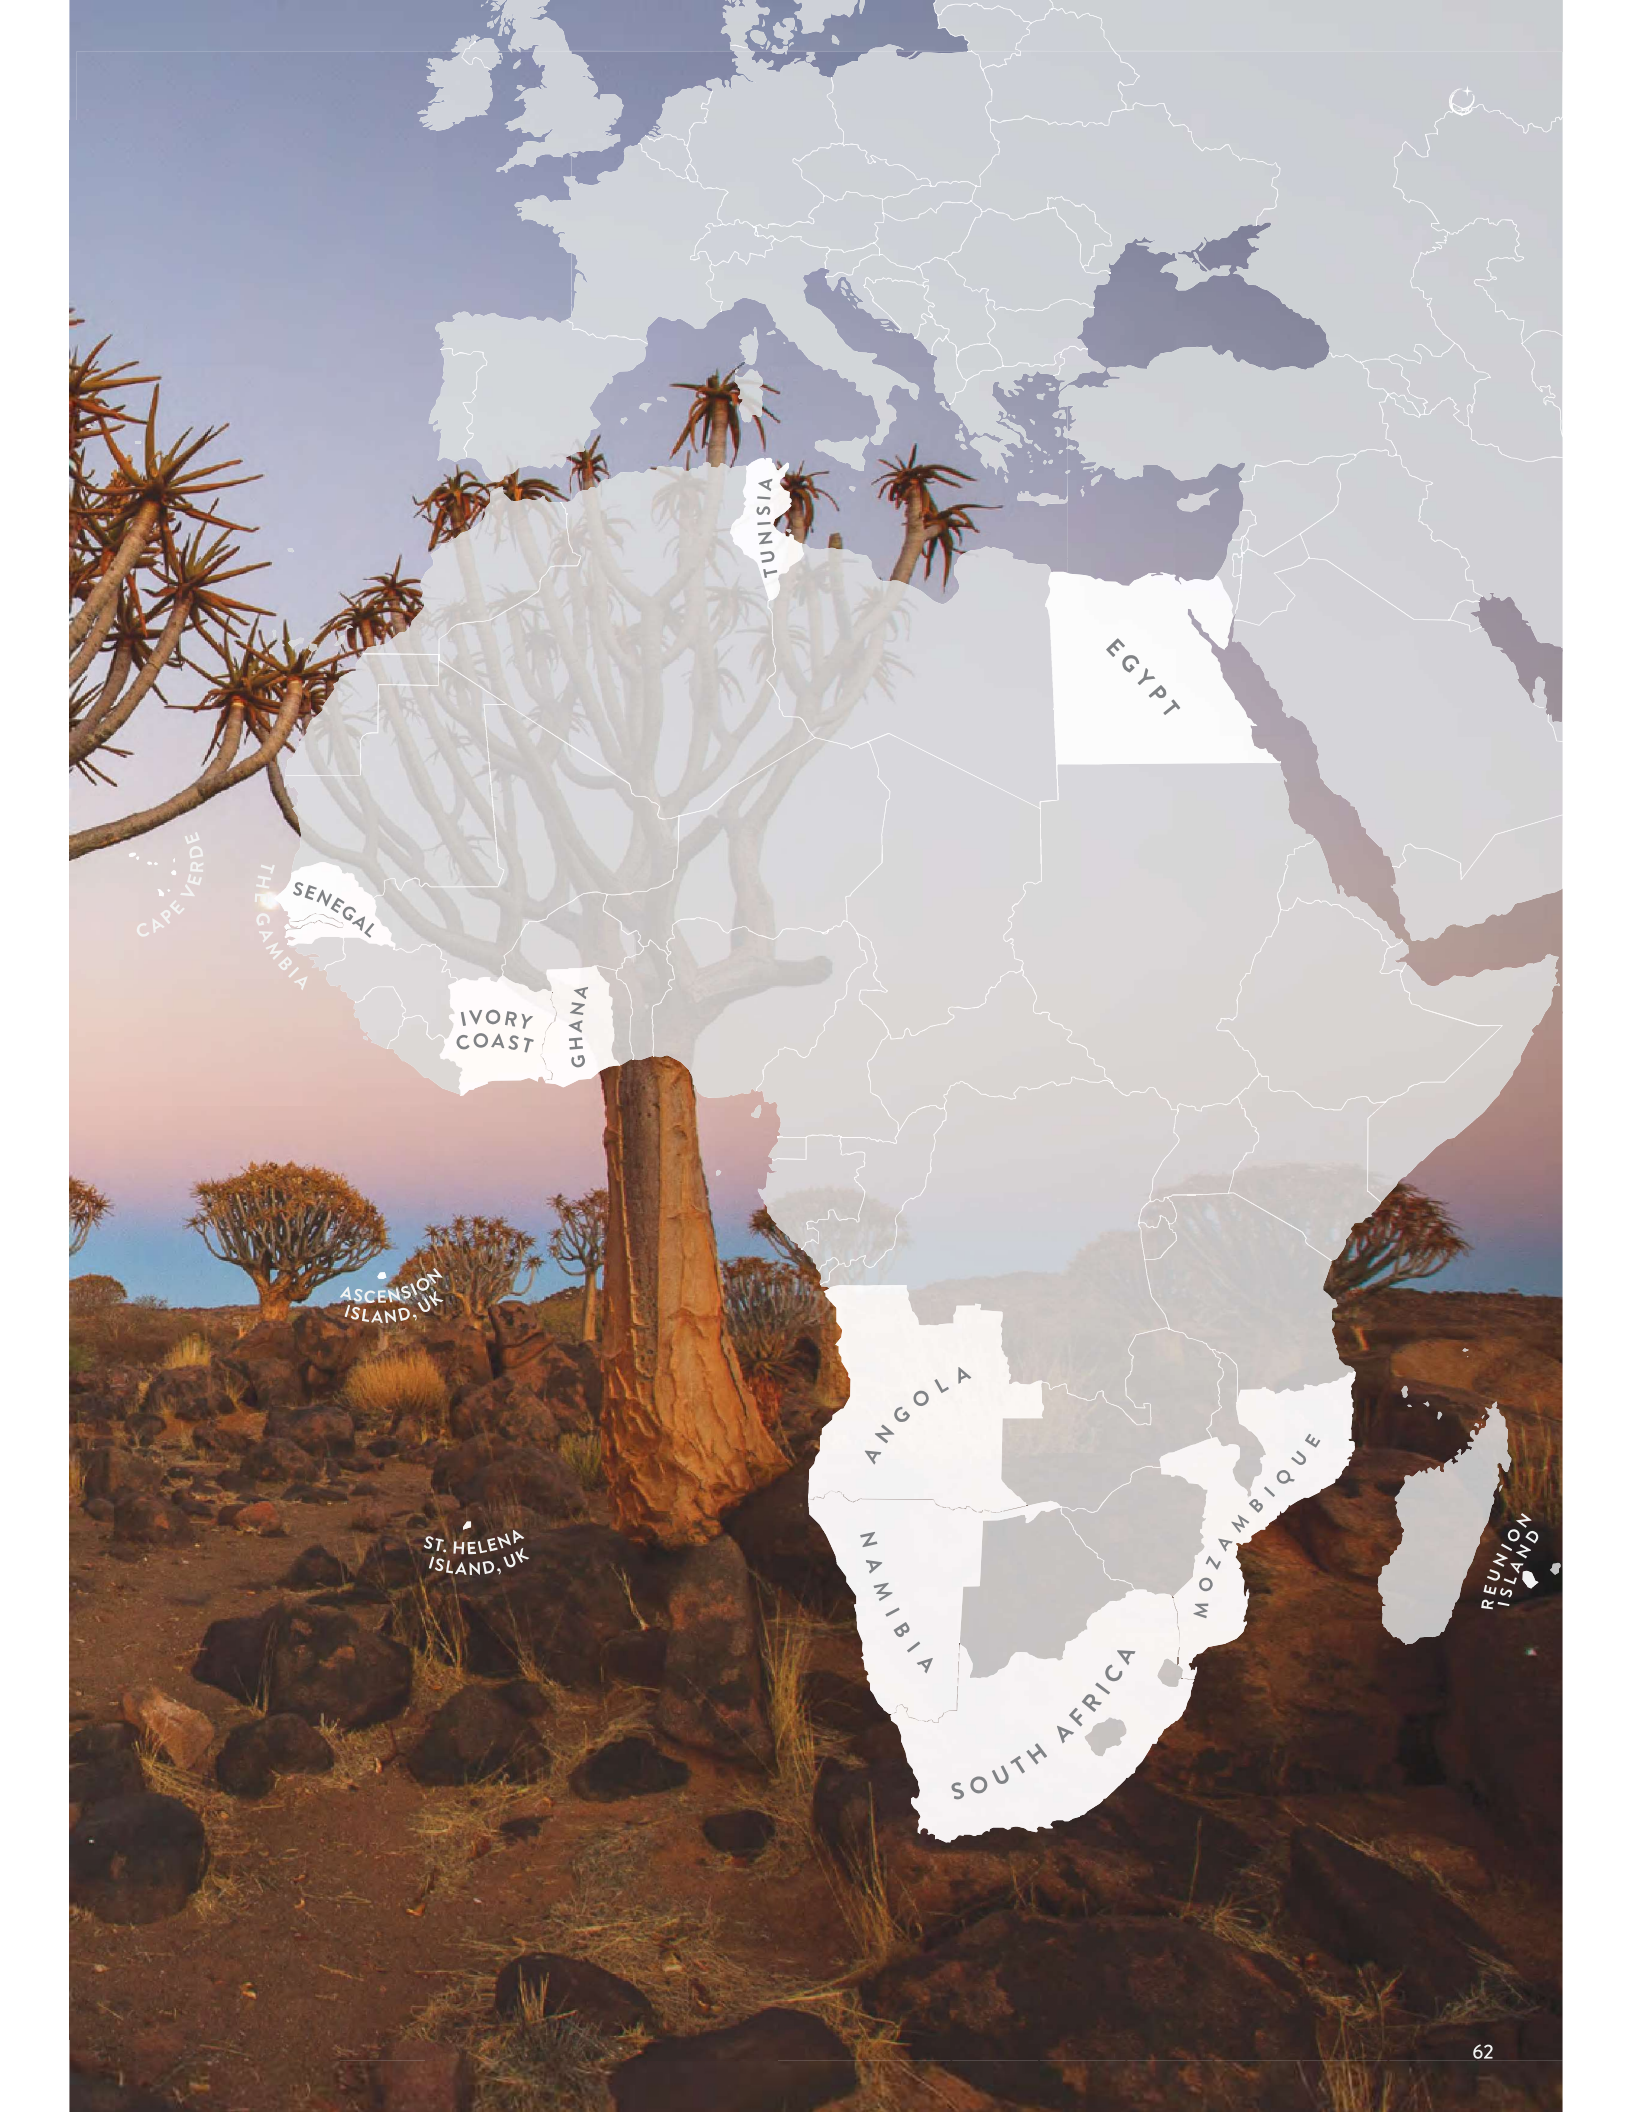 TUNISIA
EGYPT
CAPE VERDE
THE GAMBIA
SENEGAL
IVORY
COAST
GHANA
ASCENSION
ISLAND, UK
ANGOLA
MOZAMBIQUE
ST. HELENA
ISLAND, UK
NAMIBIA
REUNION
ISLAND
SOUTH AFRICA
62